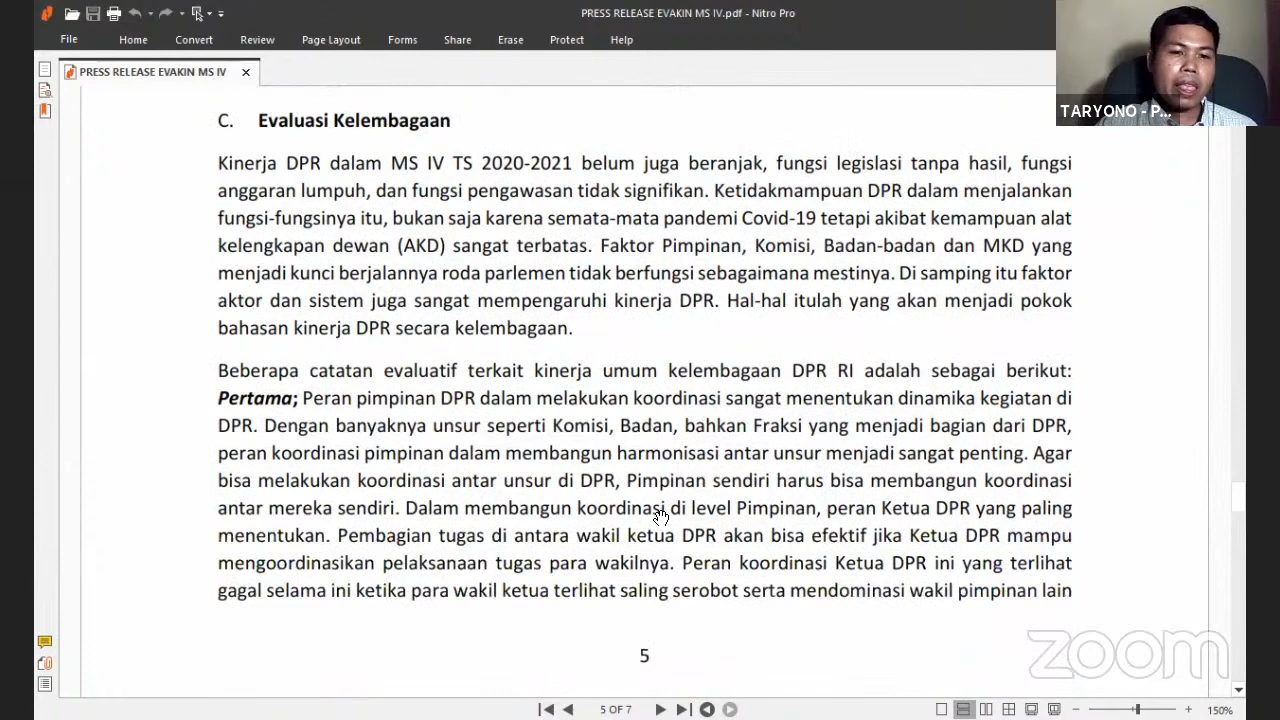 PRESS RELEASE EVAKIN MS IV.pdf - Nitro Pro
File Home Convert Review Page Layout Forms Share Erase Protect Help
PRESS RELEASE EVAKIN MS IV
TARYONO - P...
C. Evaluasi Kelembagaan
Kinerja DPR dalam MS IV TS 2020-2021 belum juga beranjak, fungsi legislasi tanpa hasil, fungsi
anggaran lumpuh, dan fungsi pengawasan tidak signifikan. Ketidakmampuan DPR dalam menjalankan
fungsi-fungsinya itu, bukan saja karena semata-mata pandemi Covid-19 tetapi akibat kemampuan alat
kelengkapan dewan (AKD) sangat terbatas. Faktor Pimpinan, Komisi, Badan-badan dan MKD yang
menjadi kunci berjalannya roda parlemen tidak berfungsi sebagaimana mestinya. Di samping itu faktor
aktor dan sistem juga sangat mempengaruhi kinerja DPR. Hal-hal itulah yang akan menjadi pokok
bahasan kinerja DPR secara kelembagaan.
Beberapa catatan evaluatif terkait kinerja umum kelembagaan DPR RI adalah sebagai berikut:
Pertama; Peran pimpinan DPR dalam melakukan koordinasi sangat menentukan dinamika kegiatan di
DPR. Dengan banyaknya unsur seperti Komisi, Badan, bahkan Fraksi yang menjadi bagian dari DPR,
peran koordinasi pimpinan dalam membangun harmonisasi antar unsur menjadi sangat penting. Agar
bisa melakukan koordinasi antar unsur di DPR, Pimpinan sendiri harus bisa membangun koordinasi
antar mereka sendiri. Dalam membangun koordinasi di level Pimpinan, peran Ketua DPR yang paling
menentukan. Pembagian tugas di antara wakil ketua DPR akan bisa efektif jika Ketua DPR mampu
mengoordinasikan pelaksanaan tugas para wakilnya. Peran koordinasi Ketua DPR ini yang terlihat
gagal selama ini ketika para wakil ketua terlihat saling serobot serta mendominasi wakil pimpinan lain
5
zoom
5 OF 7
150%